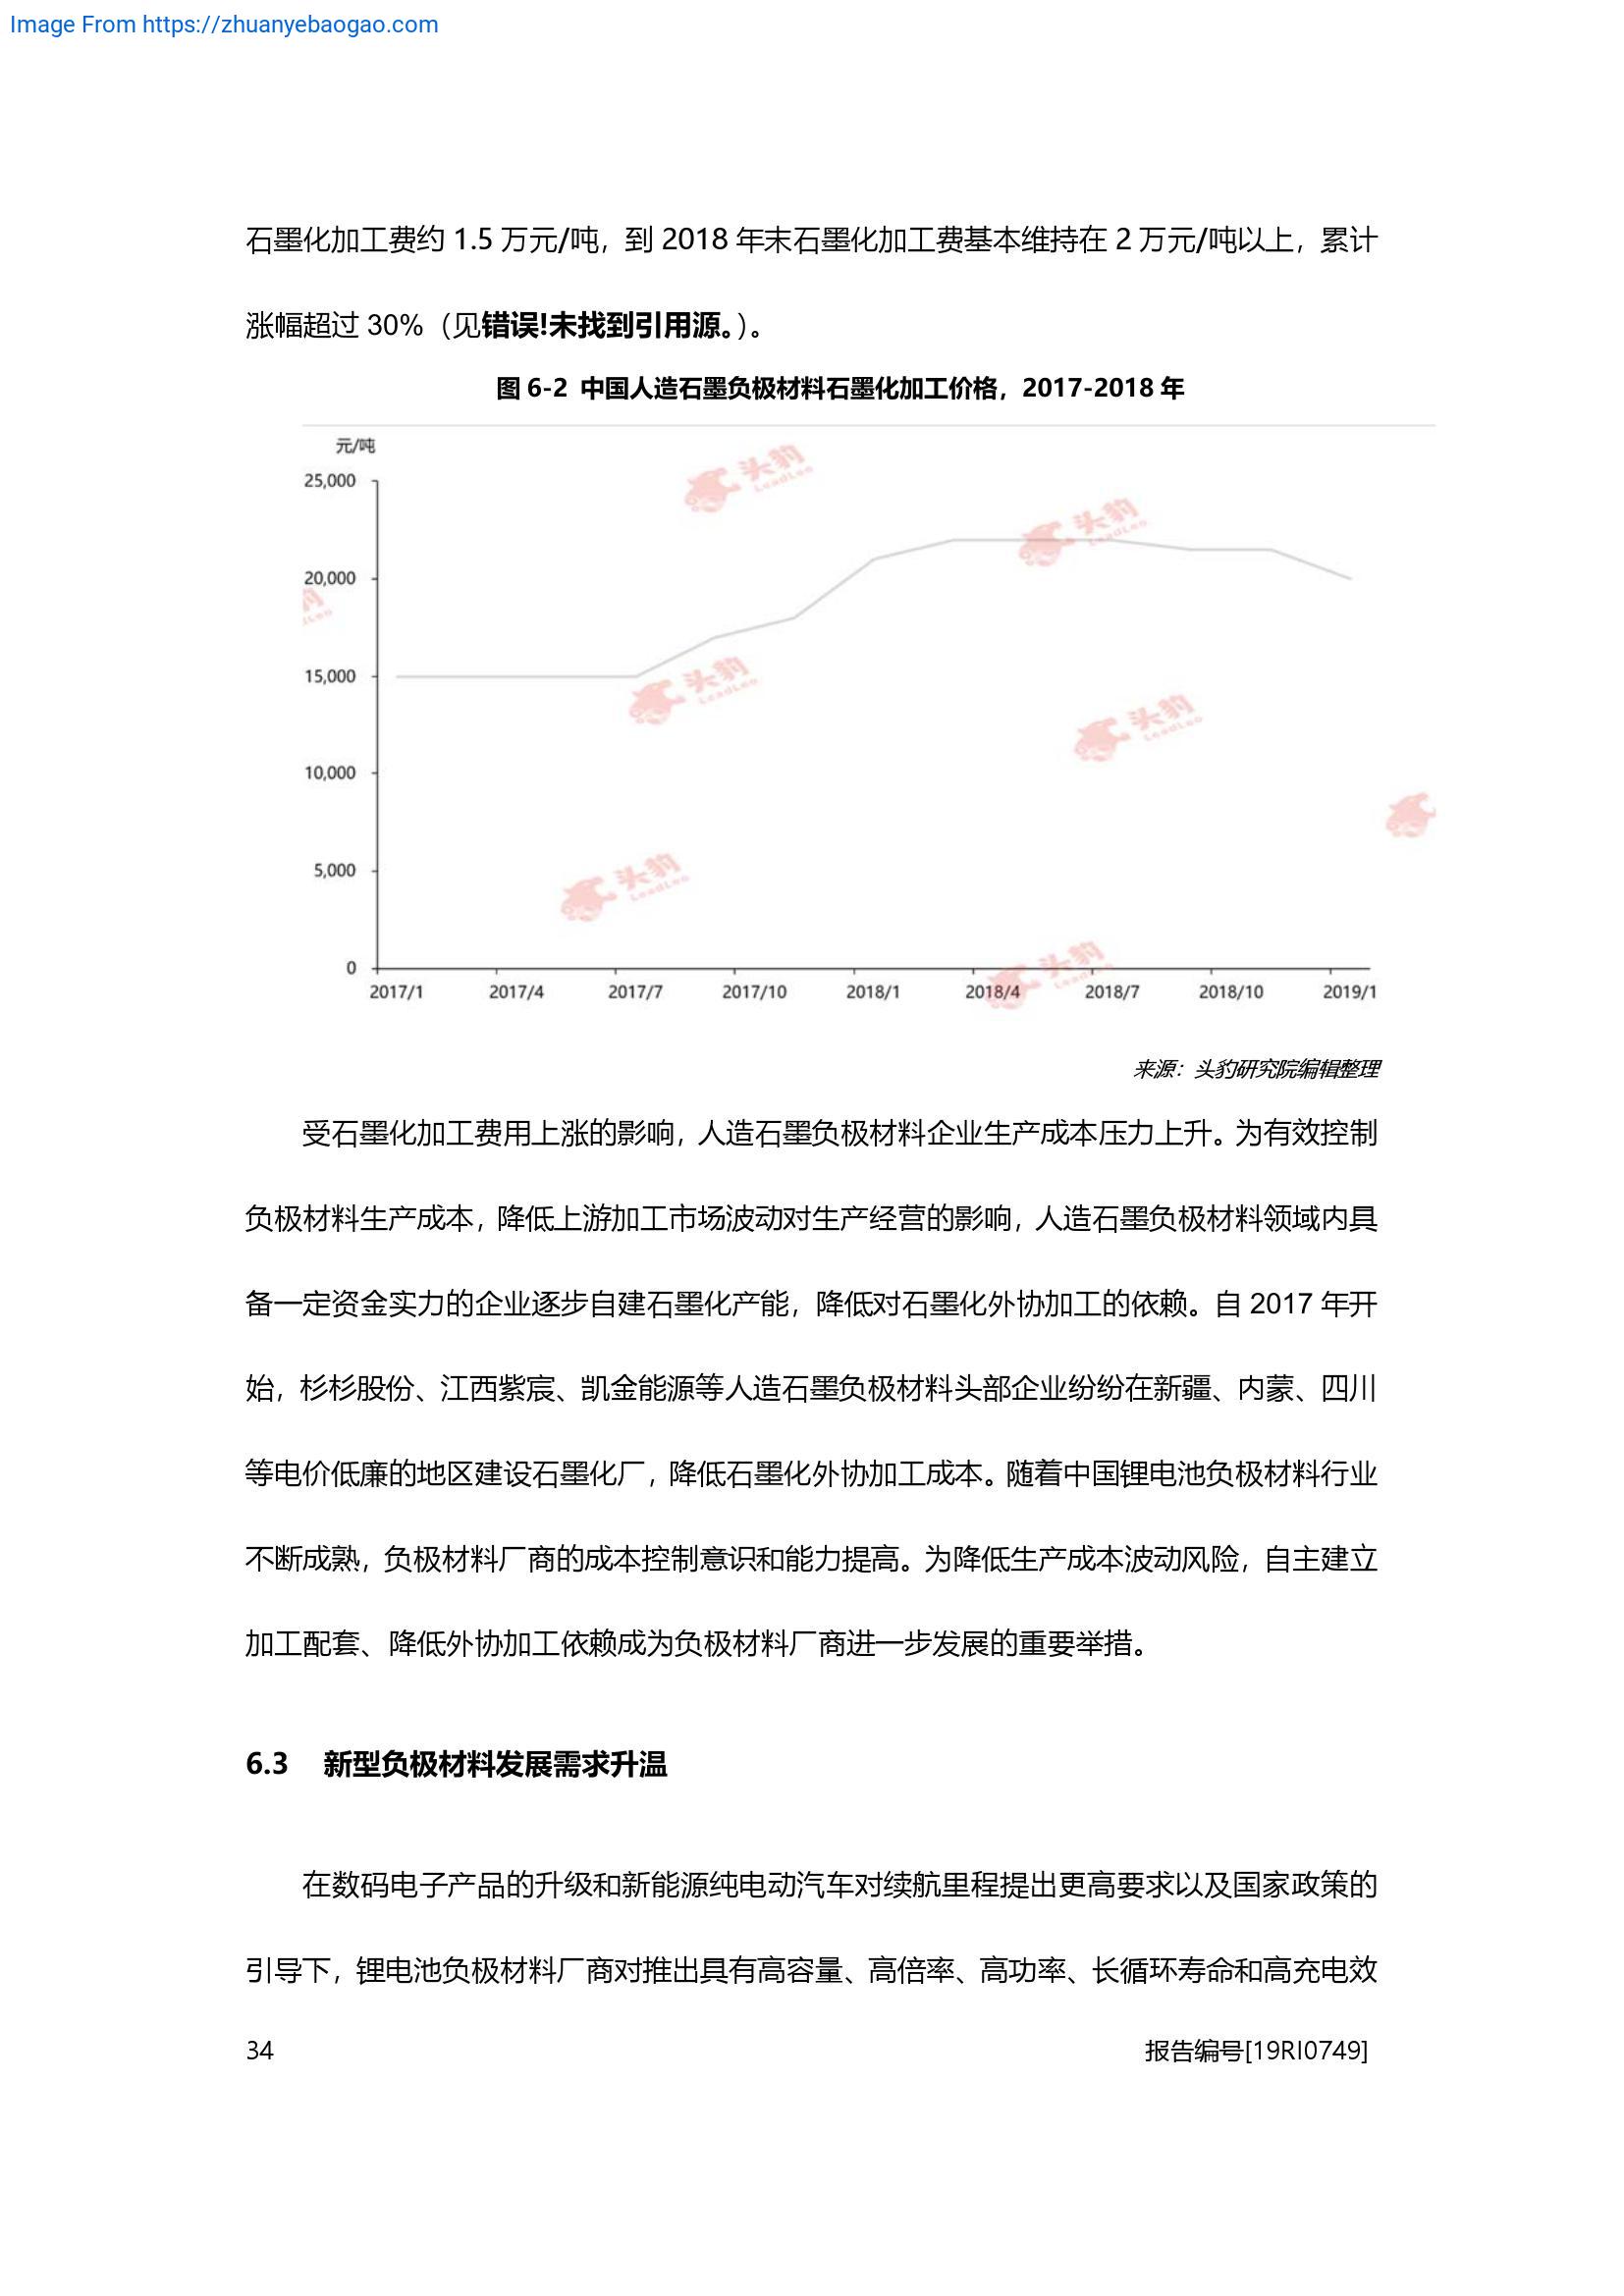 Image From https://zhuanyebaogao.com
石墨化加工费约 1.5 万元/吨，到 2018 年末石墨化加工费基本维持在 2 万元/吨以上，累计
涨幅超过 30%（见错误!未找到引用源。）。
图 6-2 中国人造石墨负极材料石墨化加工价格，2017-2018 年
元/吨
25,000
20,000
15,000
10,000
5,000
0
2017/1 2017/4 2017/7 2017/10 2018/1 2018/4 2018/7 2018/10 2019/1
头豹
LeadLeo
头豹
LeadLeo
头豹
LeadLeo
头豹
LeadLeo
头豹
LeadLeo
头豹
LeadLeo
来源：头豹研究院编辑整理
受石墨化加工费用上涨的影响，人造石墨负极材料企业生产成本压力上升。为有效控制
负极材料生产成本，降低上游加工市场波动对生产经营的影响，人造石墨负极材料领域内具
备一定资金实力的企业逐步自建石墨化产能，降低对石墨化外协加工的依赖。自 2017 年开
始，杉杉股份、江西紫宸、凯金能源等人造石墨负极材料头部企业纷纷在新疆、内蒙、四川
等电价低廉的地区建设石墨化厂，降低石墨化外协加工成本。随着中国锂电池负极材料行业
不断成熟，负极材料厂商的成本控制意识和能力提高。为降低生产成本波动风险，自主建立
加工配套、降低外协加工依赖成为负极材料厂商进一步发展的重要举措。
6.3 新型负极材料发展需求升温
在数码电子产品的升级和新能源纯电动汽车对续航里程提出更高要求以及国家政策的
引导下，锂电池负极材料厂商对推出具有高容量、高倍率、高功率、长循环寿命和高充电效
34
报告编号[19RI0749]